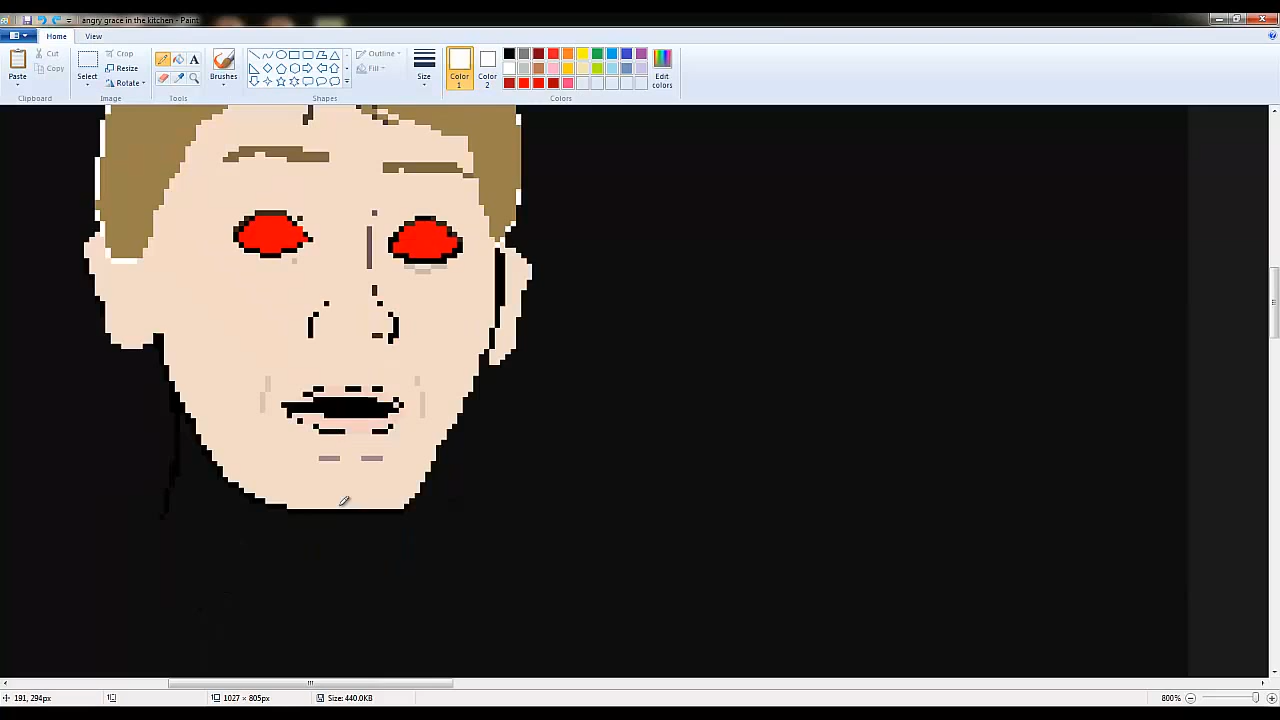 angry grace in the kitchen - Paint
Home
View
Paste
Cut
Copy
Clipboard
Select
Crop
Resize
Rotate
Image
A
Tools
Brushes
Outline
Fill
Shapes
Size
Color 1
Color 2
Edit colors
Colors
191, 294px
1027 × 805px
Size: 440.0KB
800%